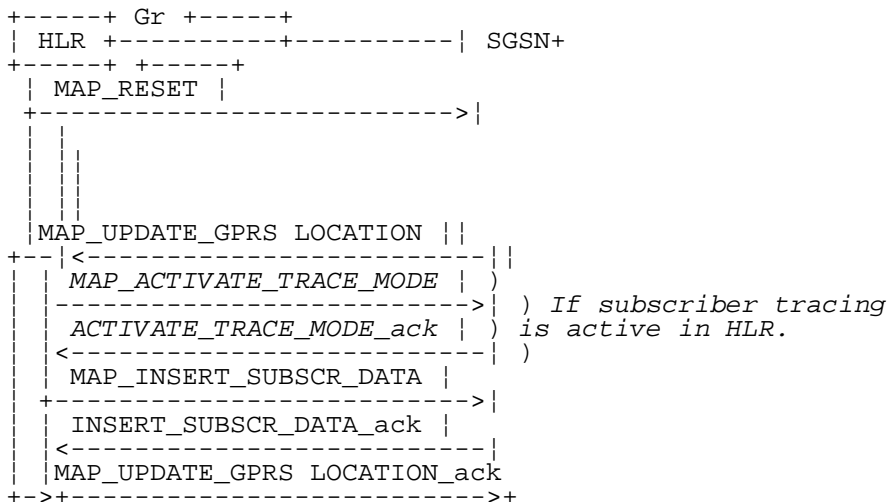 +-----+ Gr +-----+
¦ HLR +----------+----------¦ SGSN+
+-----+ +-----+
¦ MAP_RESET ¦
+--------------------------->¦
¦ ¦
¦ ¦¦
¦ ¦¦
¦ ¦¦
¦MAP_UPDATE_GPRS LOCATION ¦¦
+--¦<--------------------------¦¦
¦ ¦ MAP_ACTIVATE_TRACE_MODE ¦ )
¦ ¦--------------------------->¦ ) If subscriber tracing
¦ ¦ ACTIVATE_TRACE_MODE_ack ¦ ) is active in HLR.
¦ ¦<---------------------------¦ )
¦ ¦ MAP_INSERT_SUBSCR_DATA ¦
¦ +--------------------------->¦
¦ ¦ INSERT_SUBSCR_DATA_ack ¦
¦ ¦<---------------------------¦
¦ ¦MAP_UPDATE_GPRS LOCATION_ack
+->+--------------------------->+